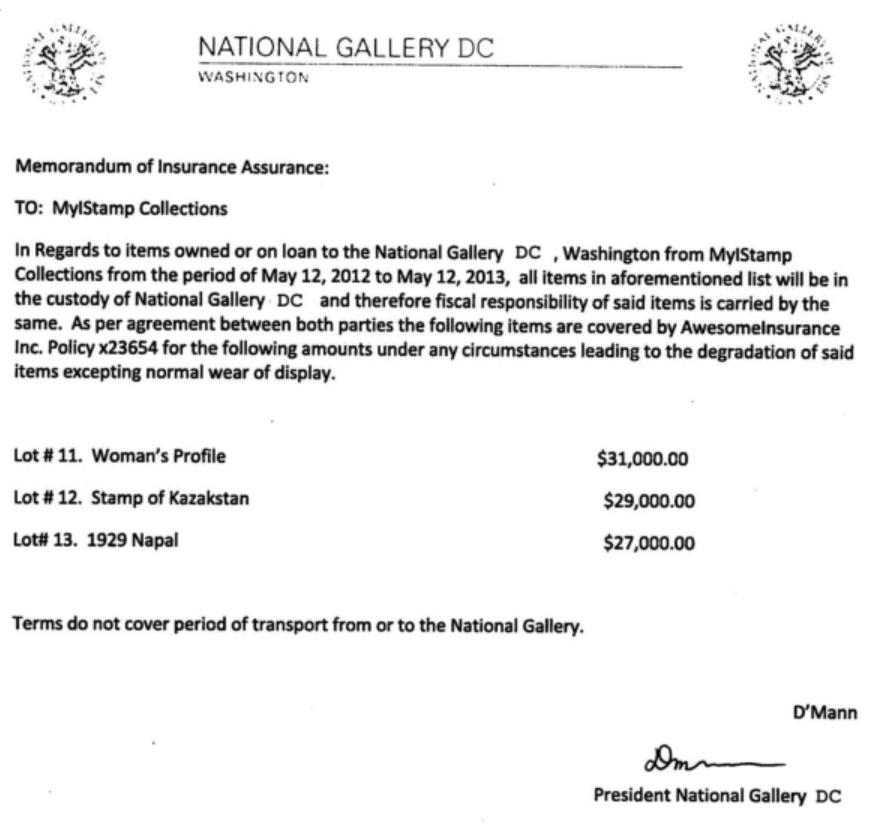 NATIONAL GALLERY DC
WASHINGTON
Memorandum of Insurance Assurance:
TO: MylStamp Collections
In Regards to items owned or on loan to the National Gallery DC , Washington from MylStamp
Collections from the period of May 12, 2012 to May 12, 2013, all items in aforementioned list will be in
the custody of National Gallery DC and therefore fiscal responsibility of said items is carried by the
same. As per agreement between both parties the following items are covered by AwesomeInsurance
Inc. Policy x23654 for the following amounts under any circumstances leading to the degradation of said
items excepting normal wear of display.
Lot # 11. Woman's Profile $31,000.00
Lot # 12. Stamp of Kazakstan $29,000.00
Lot# 13. 1929 Napal $27,000.00
Terms do not cover period of transport from or to the National Gallery.
D'Mann
Dm
President National Gallery DC